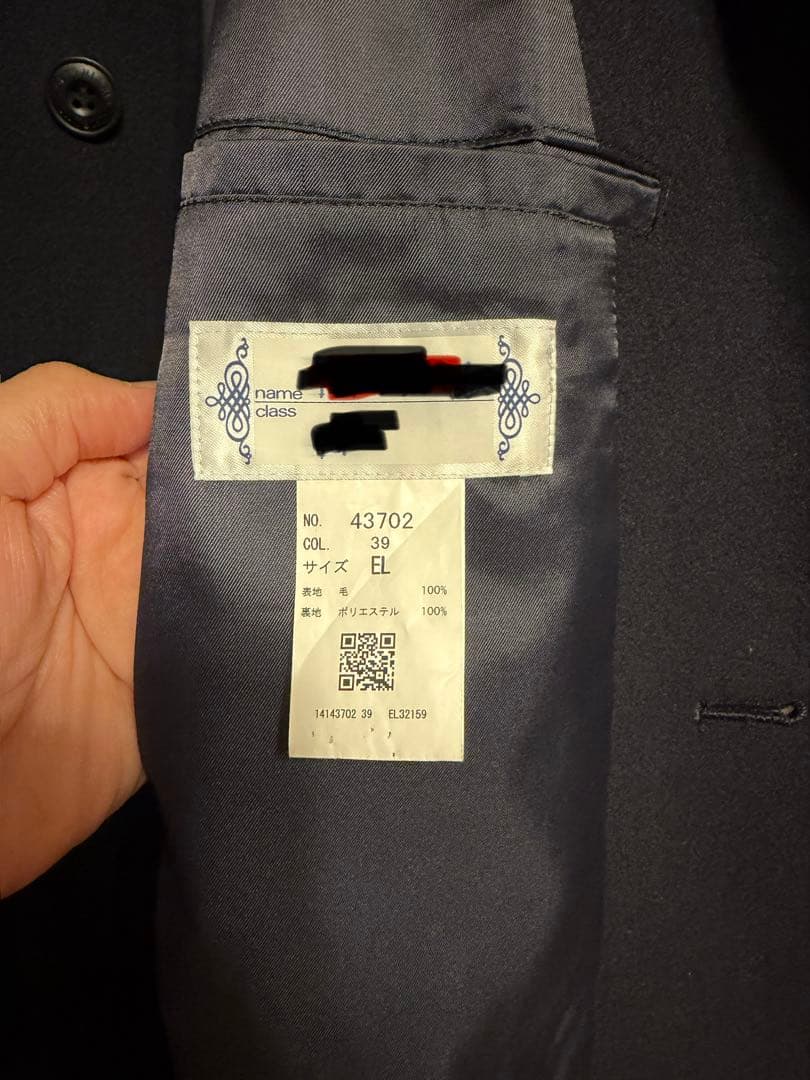 name
class
NO. 43702
COL. 39
サイズ EL
表地 毛 100%
裏地 ポリエステル 100%
14143702 39 EL32159